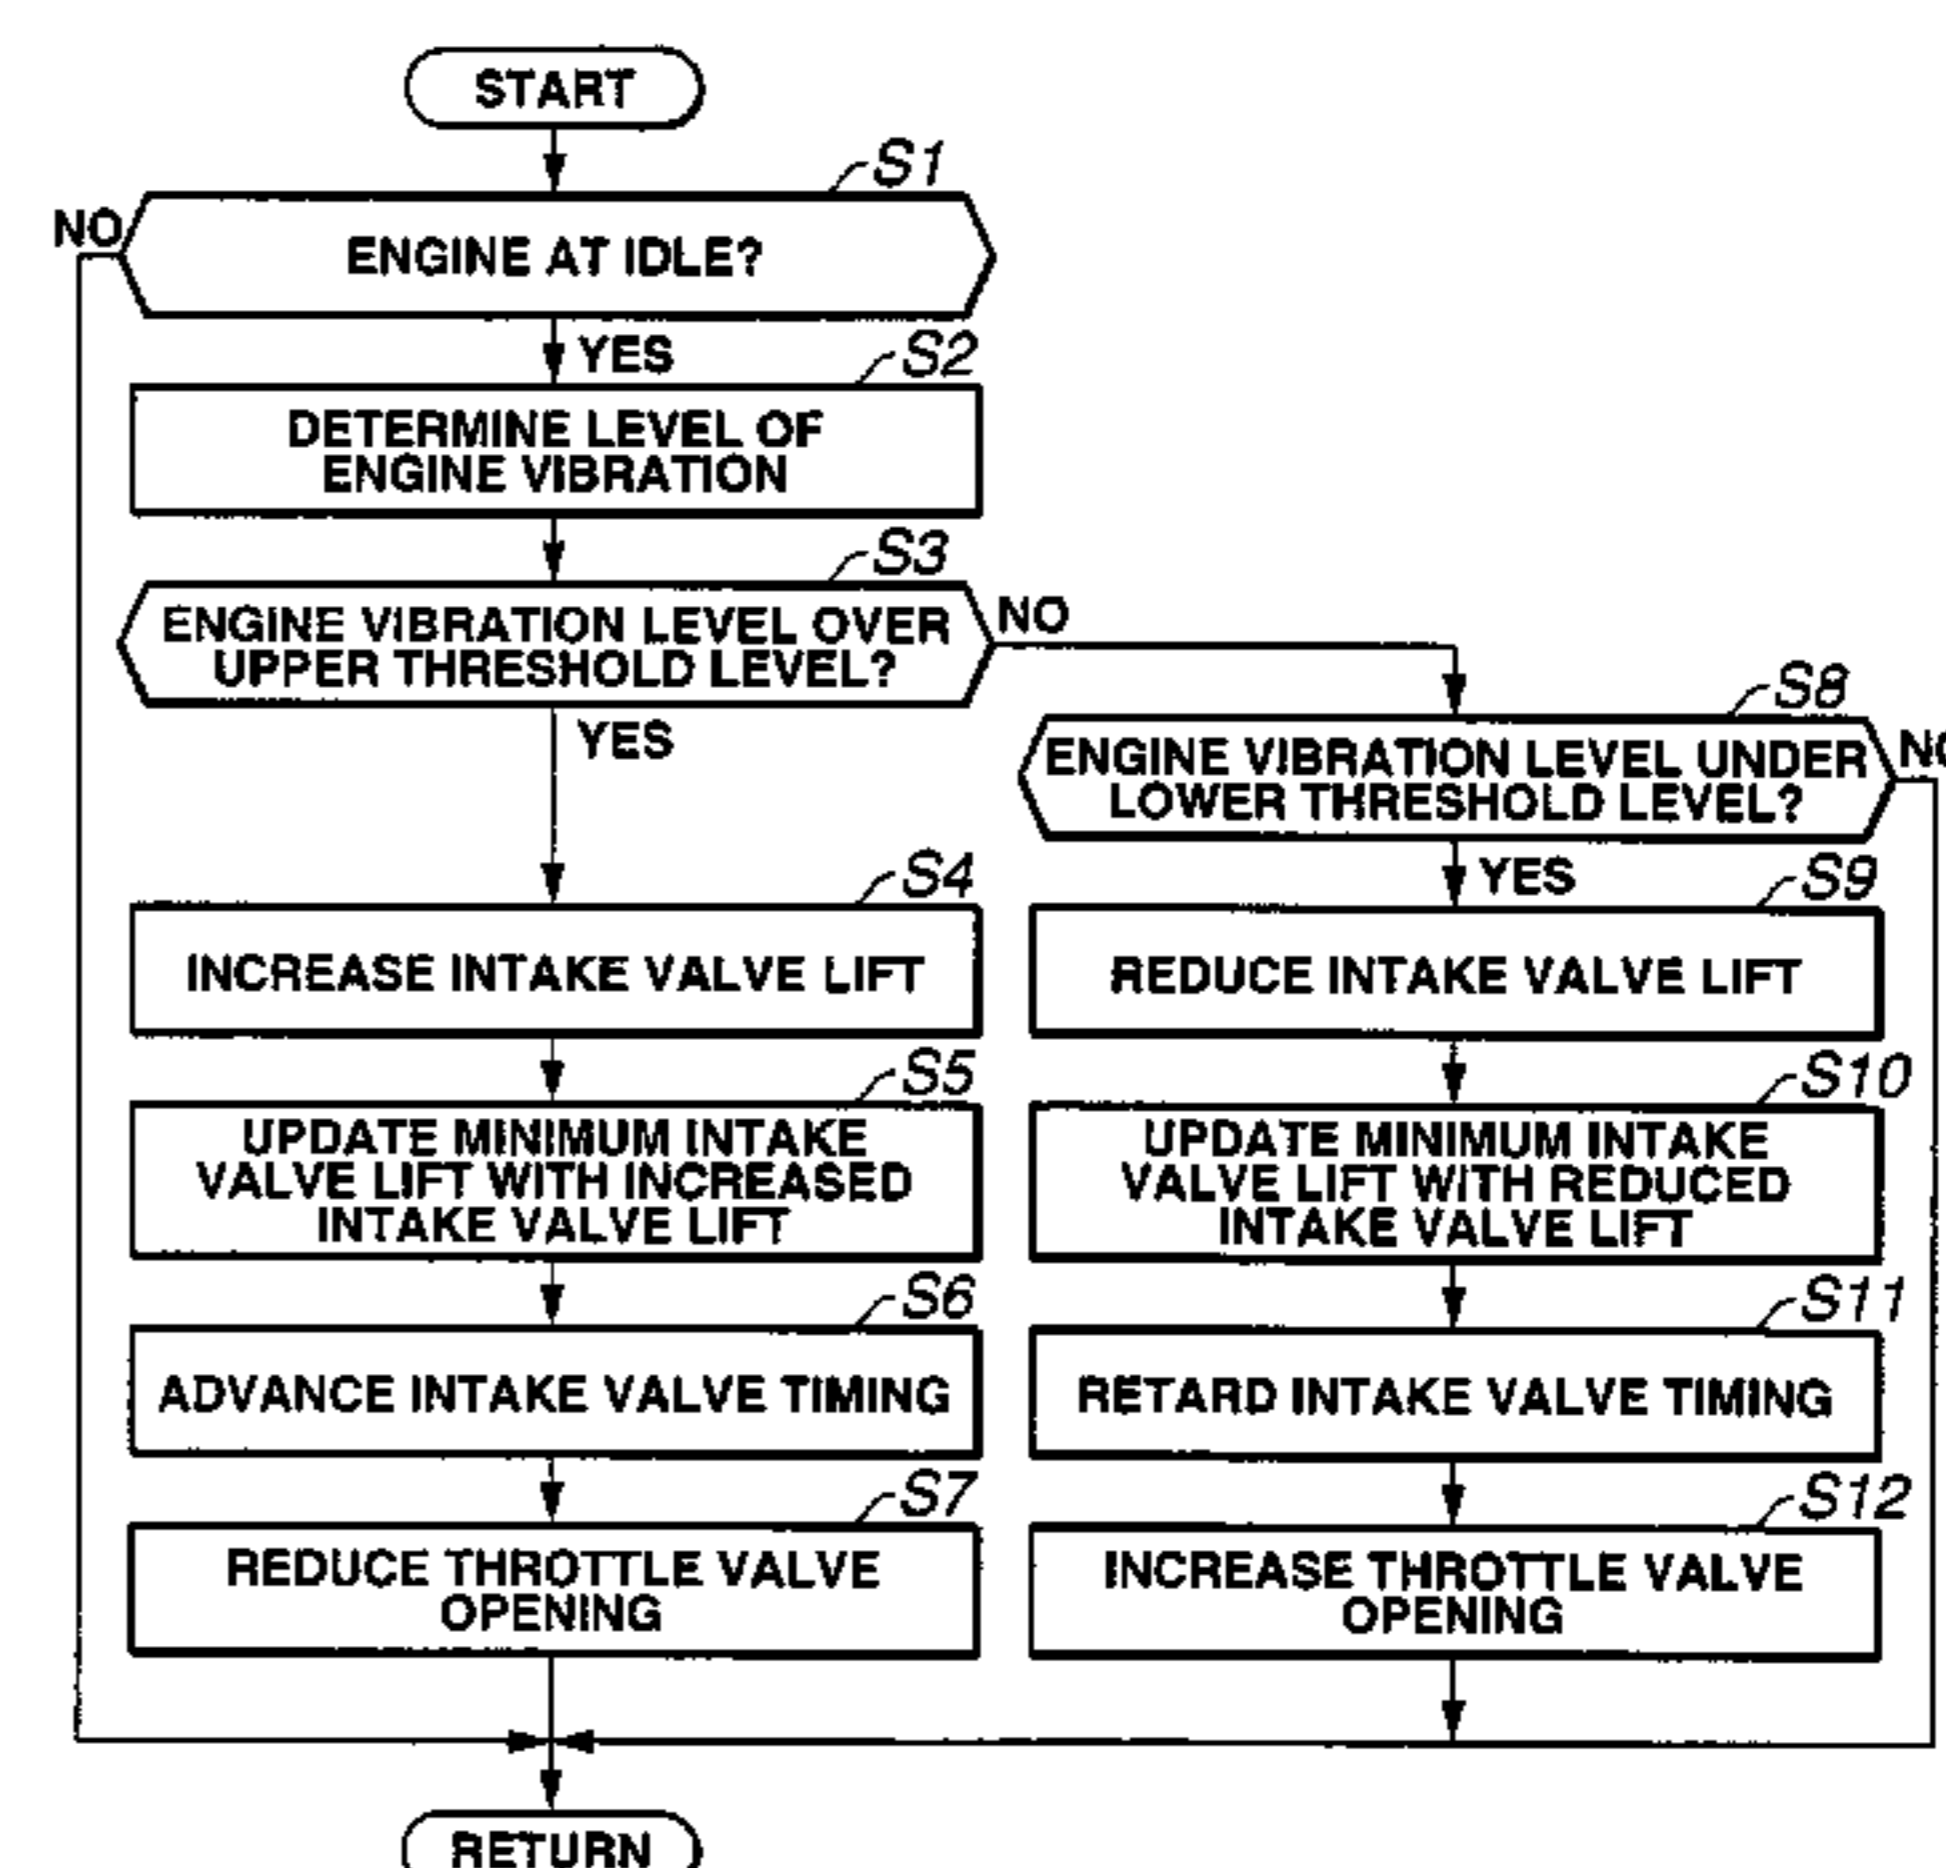 START
S1
NO
ENGINE AT IDLE?
YES
S2
DETERMINE LEVEL OF
ENGINE VIBRATION
S3
ENGINE VIBRATION LEVEL OVER
UPPER THRESHOLD LEVEL?
NO
YES
S8
ENGINE VIBRATION LEVEL UNDER
LOWER THRESHOLD LEVEL?
NO
YES
S4
INCREASE INTAKE VALVE LIFT
S5
UPDATE MINIMUM INTAKE
VALVE LIFT WITH INCREASED
INTAKE VALVE LIFT
S6
ADVANCE INTAKE VALVE TIMING
S7
REDUCE THROTTLE VALVE
OPENING
S9
REDUCE INTAKE VALVE LIFT
S10
UPDATE MINIMUM INTAKE
VALVE LIFT WITH REDUCED
INTAKE VALVE LIFT
S11
RETARD INTAKE VALVE TIMING
S12
INCREASE THROTTLE VALVE
OPENING
RETURN